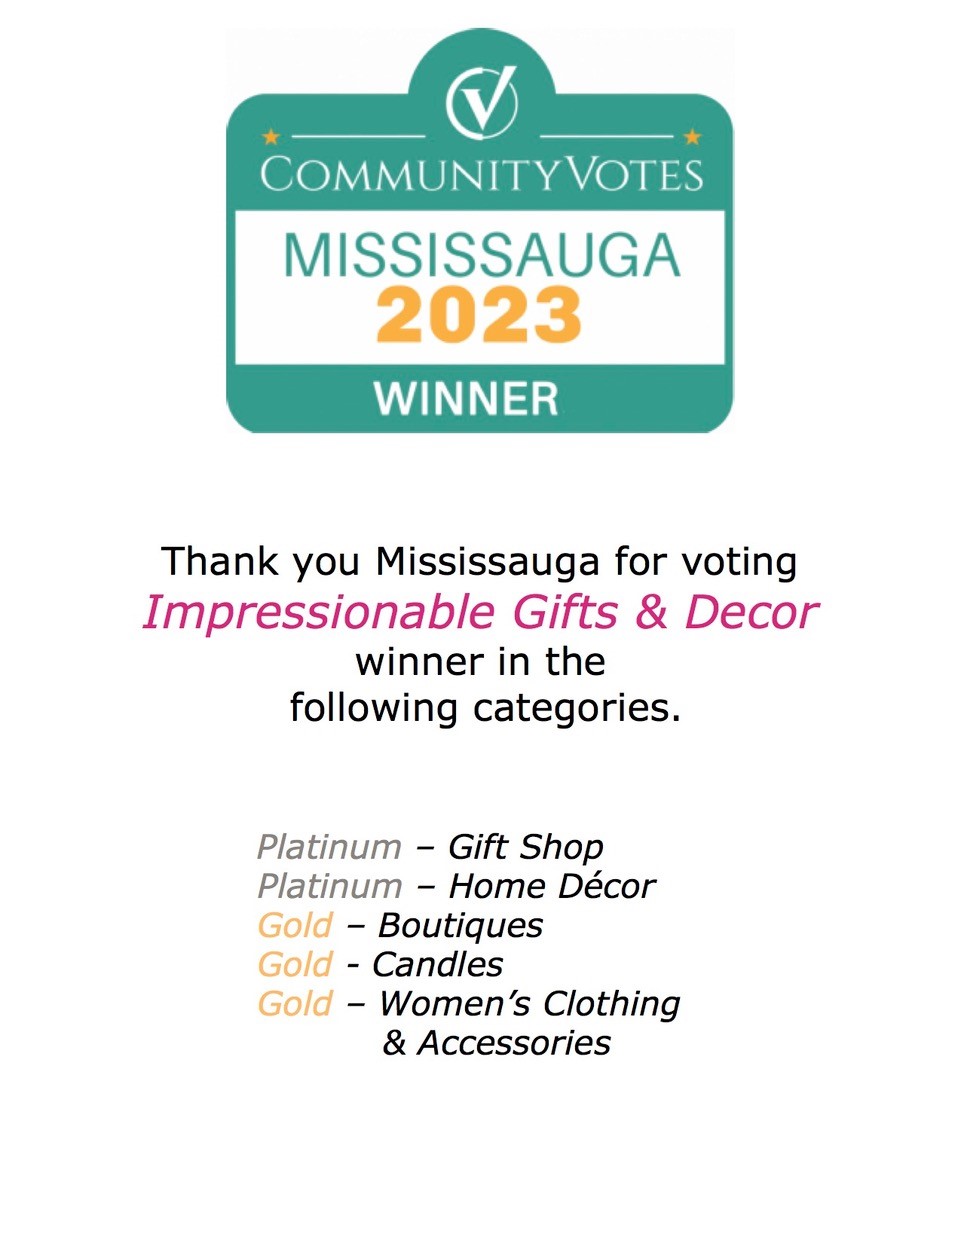 CommunityVotes
MISSISSAUGA
2023
WINNER
Thank you Mississauga for voting
Impressionable Gifts & Decor
winner in the
following categories.
Platinum – Gift Shop
Platinum – Home Décor
Gold – Boutiques
Gold - Candles
Gold – Women’s Clothing
& Accessories